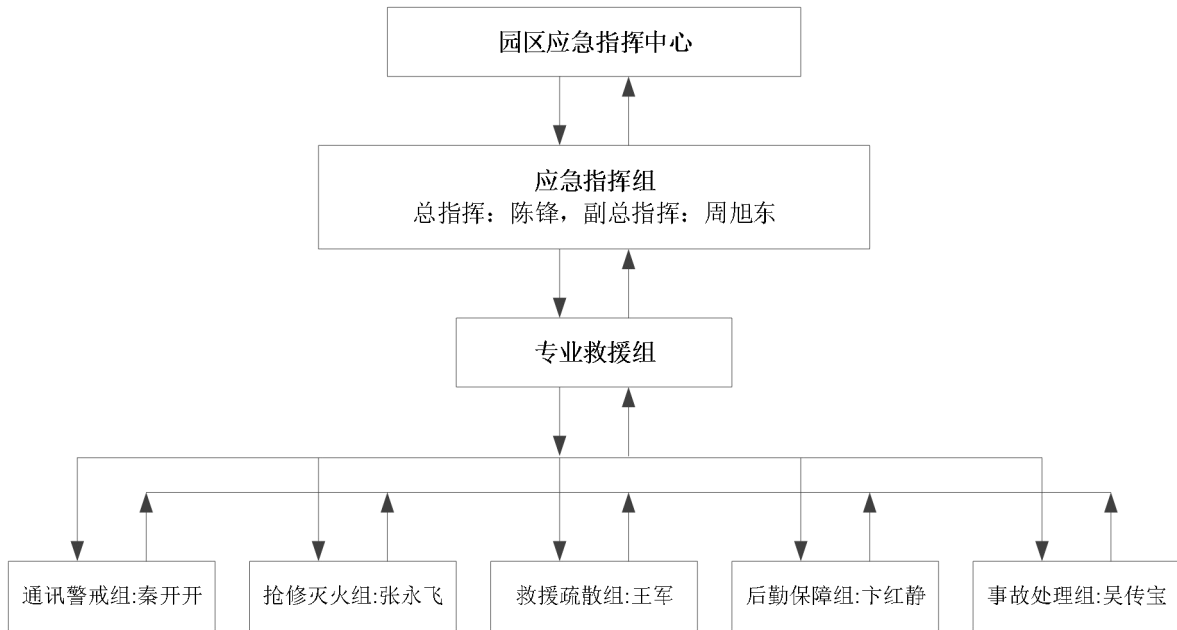 园区应急指挥中心
应急指挥组
总指挥：陈锋，副总指挥：周旭东
专业救援组
通讯警戒组:秦开开
抢修灭火组:张永飞
救援疏散组:王军
后勤保障组:卞红静
事故处理组:吴传宝